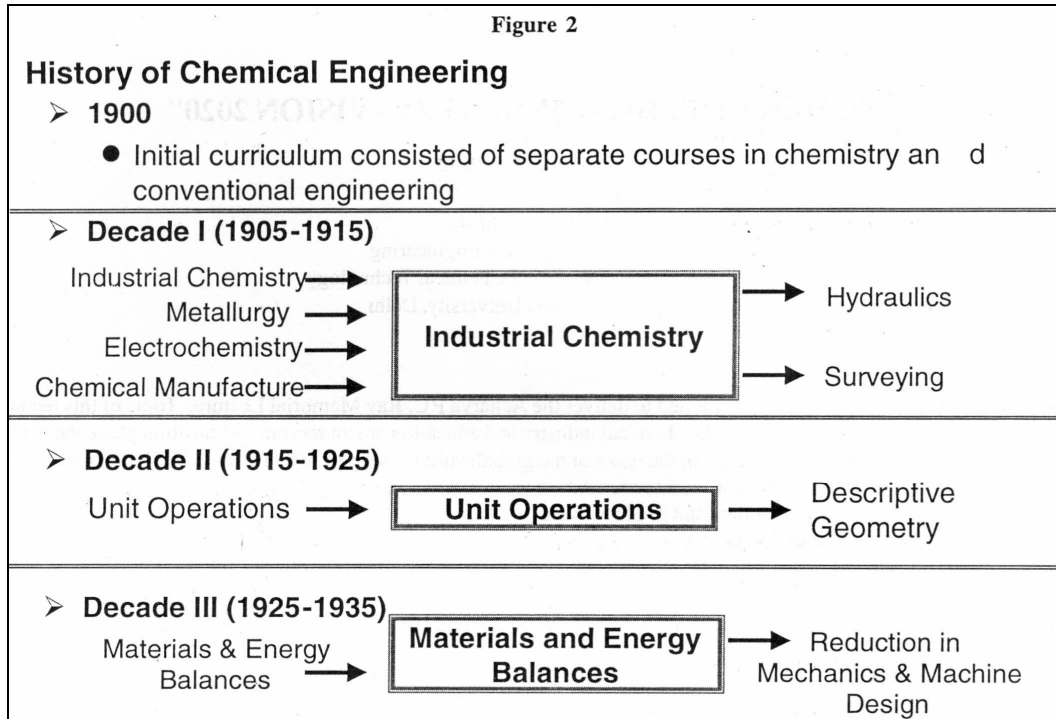 Figure 2
History of Chemical Engineering
➢ 1900
● Initial curriculum consisted of separate courses in chemistry an d
conventional engineering
➢ Decade I (1905-1915)
Industrial Chemistry
Metallurgy
Electrochemistry
Chemical Manufacture
Industrial Chemistry
Hydraulics
Surveying
➢ Decade II (1915-1925)
Unit Operations
Unit Operations
Descriptive
Geometry
➢ Decade III (1925-1935)
Materials & Energy
Balances
Materials and Energy
Balances
Reduction in
Mechanics & Machine
Design